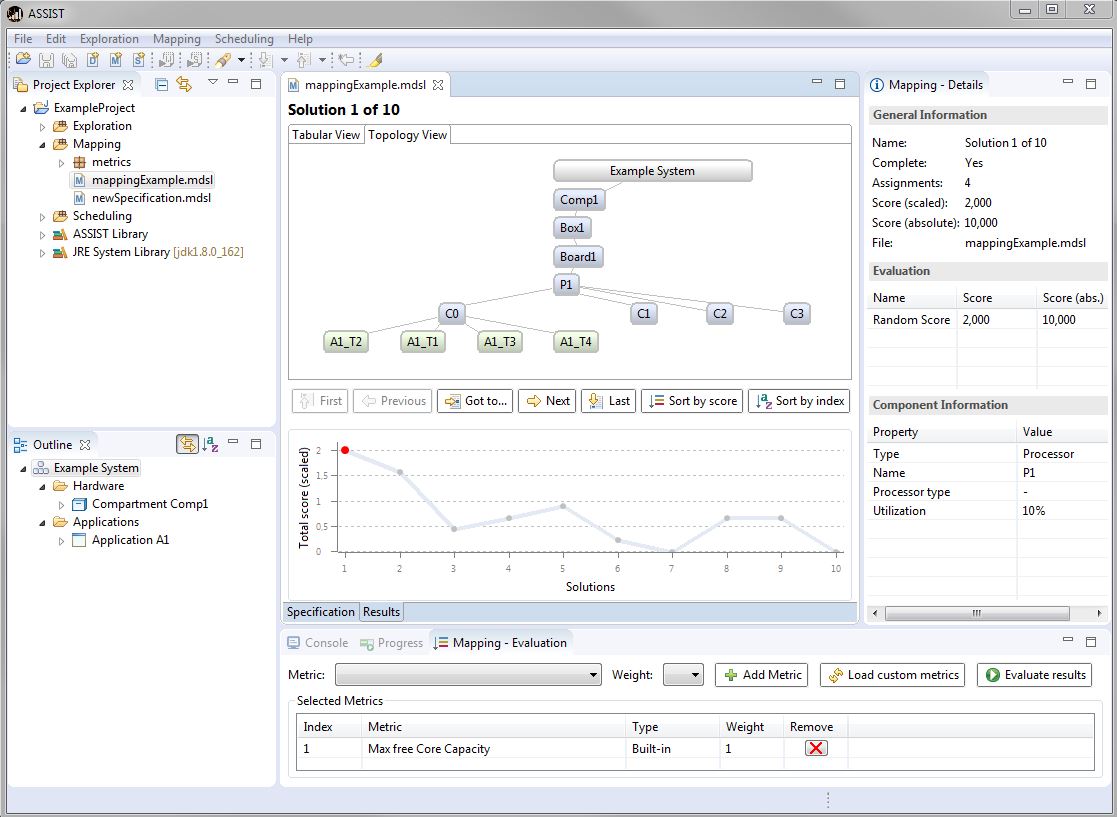 ASSIST
File Edit Exploration Mapping Scheduling Help
Project Explorer
ExampleProject
Exploration
Mapping
metrics
mappingExample.mdsl
newSpecification.mdsl
Scheduling
ASSIST Library
JRE System Library [jdk1.8.0_162]
Outline
Example System
Hardware
Compartment Comp1
Applications
Application A1
mappingExample.mdsl
Solution 1 of 10
Tabular View Topology View
Example System
Comp1
Box1
Board1
P1
C0 C1 C2 C3
A1_T2 A1_T1 A1_T3 A1_T4
First Previous Got to... Next Last Sort by score Sort by index
Total score (scaled)
2
1,5
1
0,5
0
1 2 3 4 5 6 7 8 9 10
Solutions
Specification Results
Mapping - Details
General Information
Name: Solution 1 of 10
Complete: Yes
Assignments: 4
Score (scaled): 2,000
Score (absolute): 10,000
File: mappingExample.mdsl
Evaluation
Name Score Score (abs.)
Random Score 2,000 10,000
Component Information
Property Value
Type Processor
Name P1
Processor type -
Utilization 10%
Console Progress Mapping - Evaluation
Metric: Weight: Add Metric Load custom metrics Evaluate results
Selected Metrics
Index Metric Type Weight Remove
1 Max free Core Capacity Built-in 1